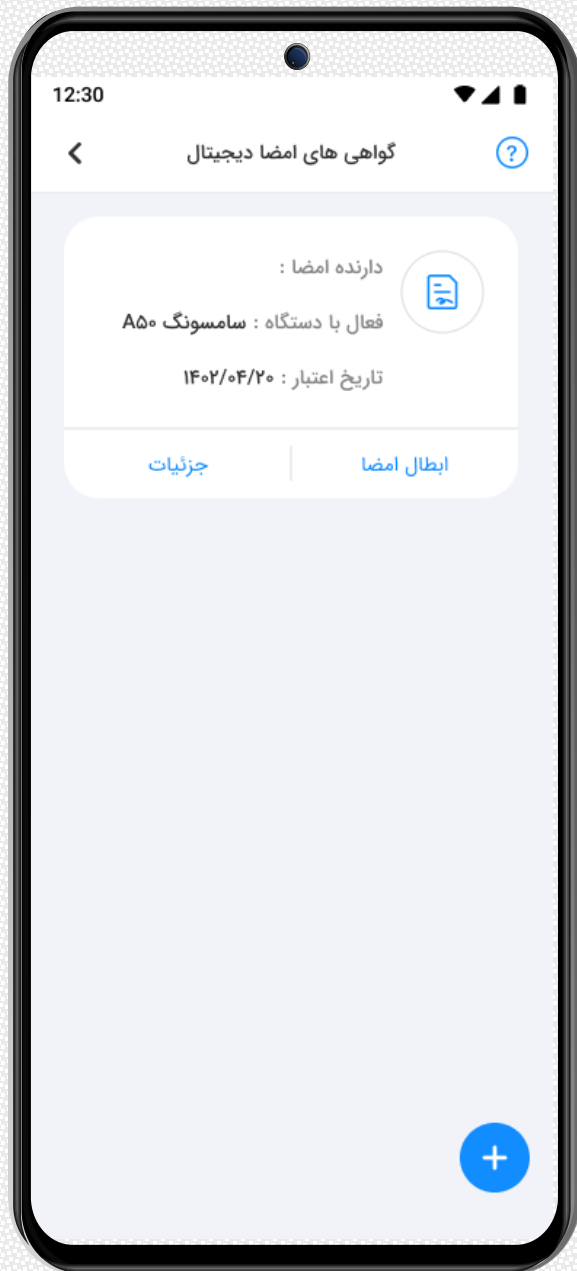 12:30
گواهی های امضا دیجیتال
?
دارنده امضا :
فعال با دستگاه : سامسونگ A۵۰
تاریخ اعتبار : ۱۴۰۲/۰۴/۲۰
ابطال امضا
جزئیات
+